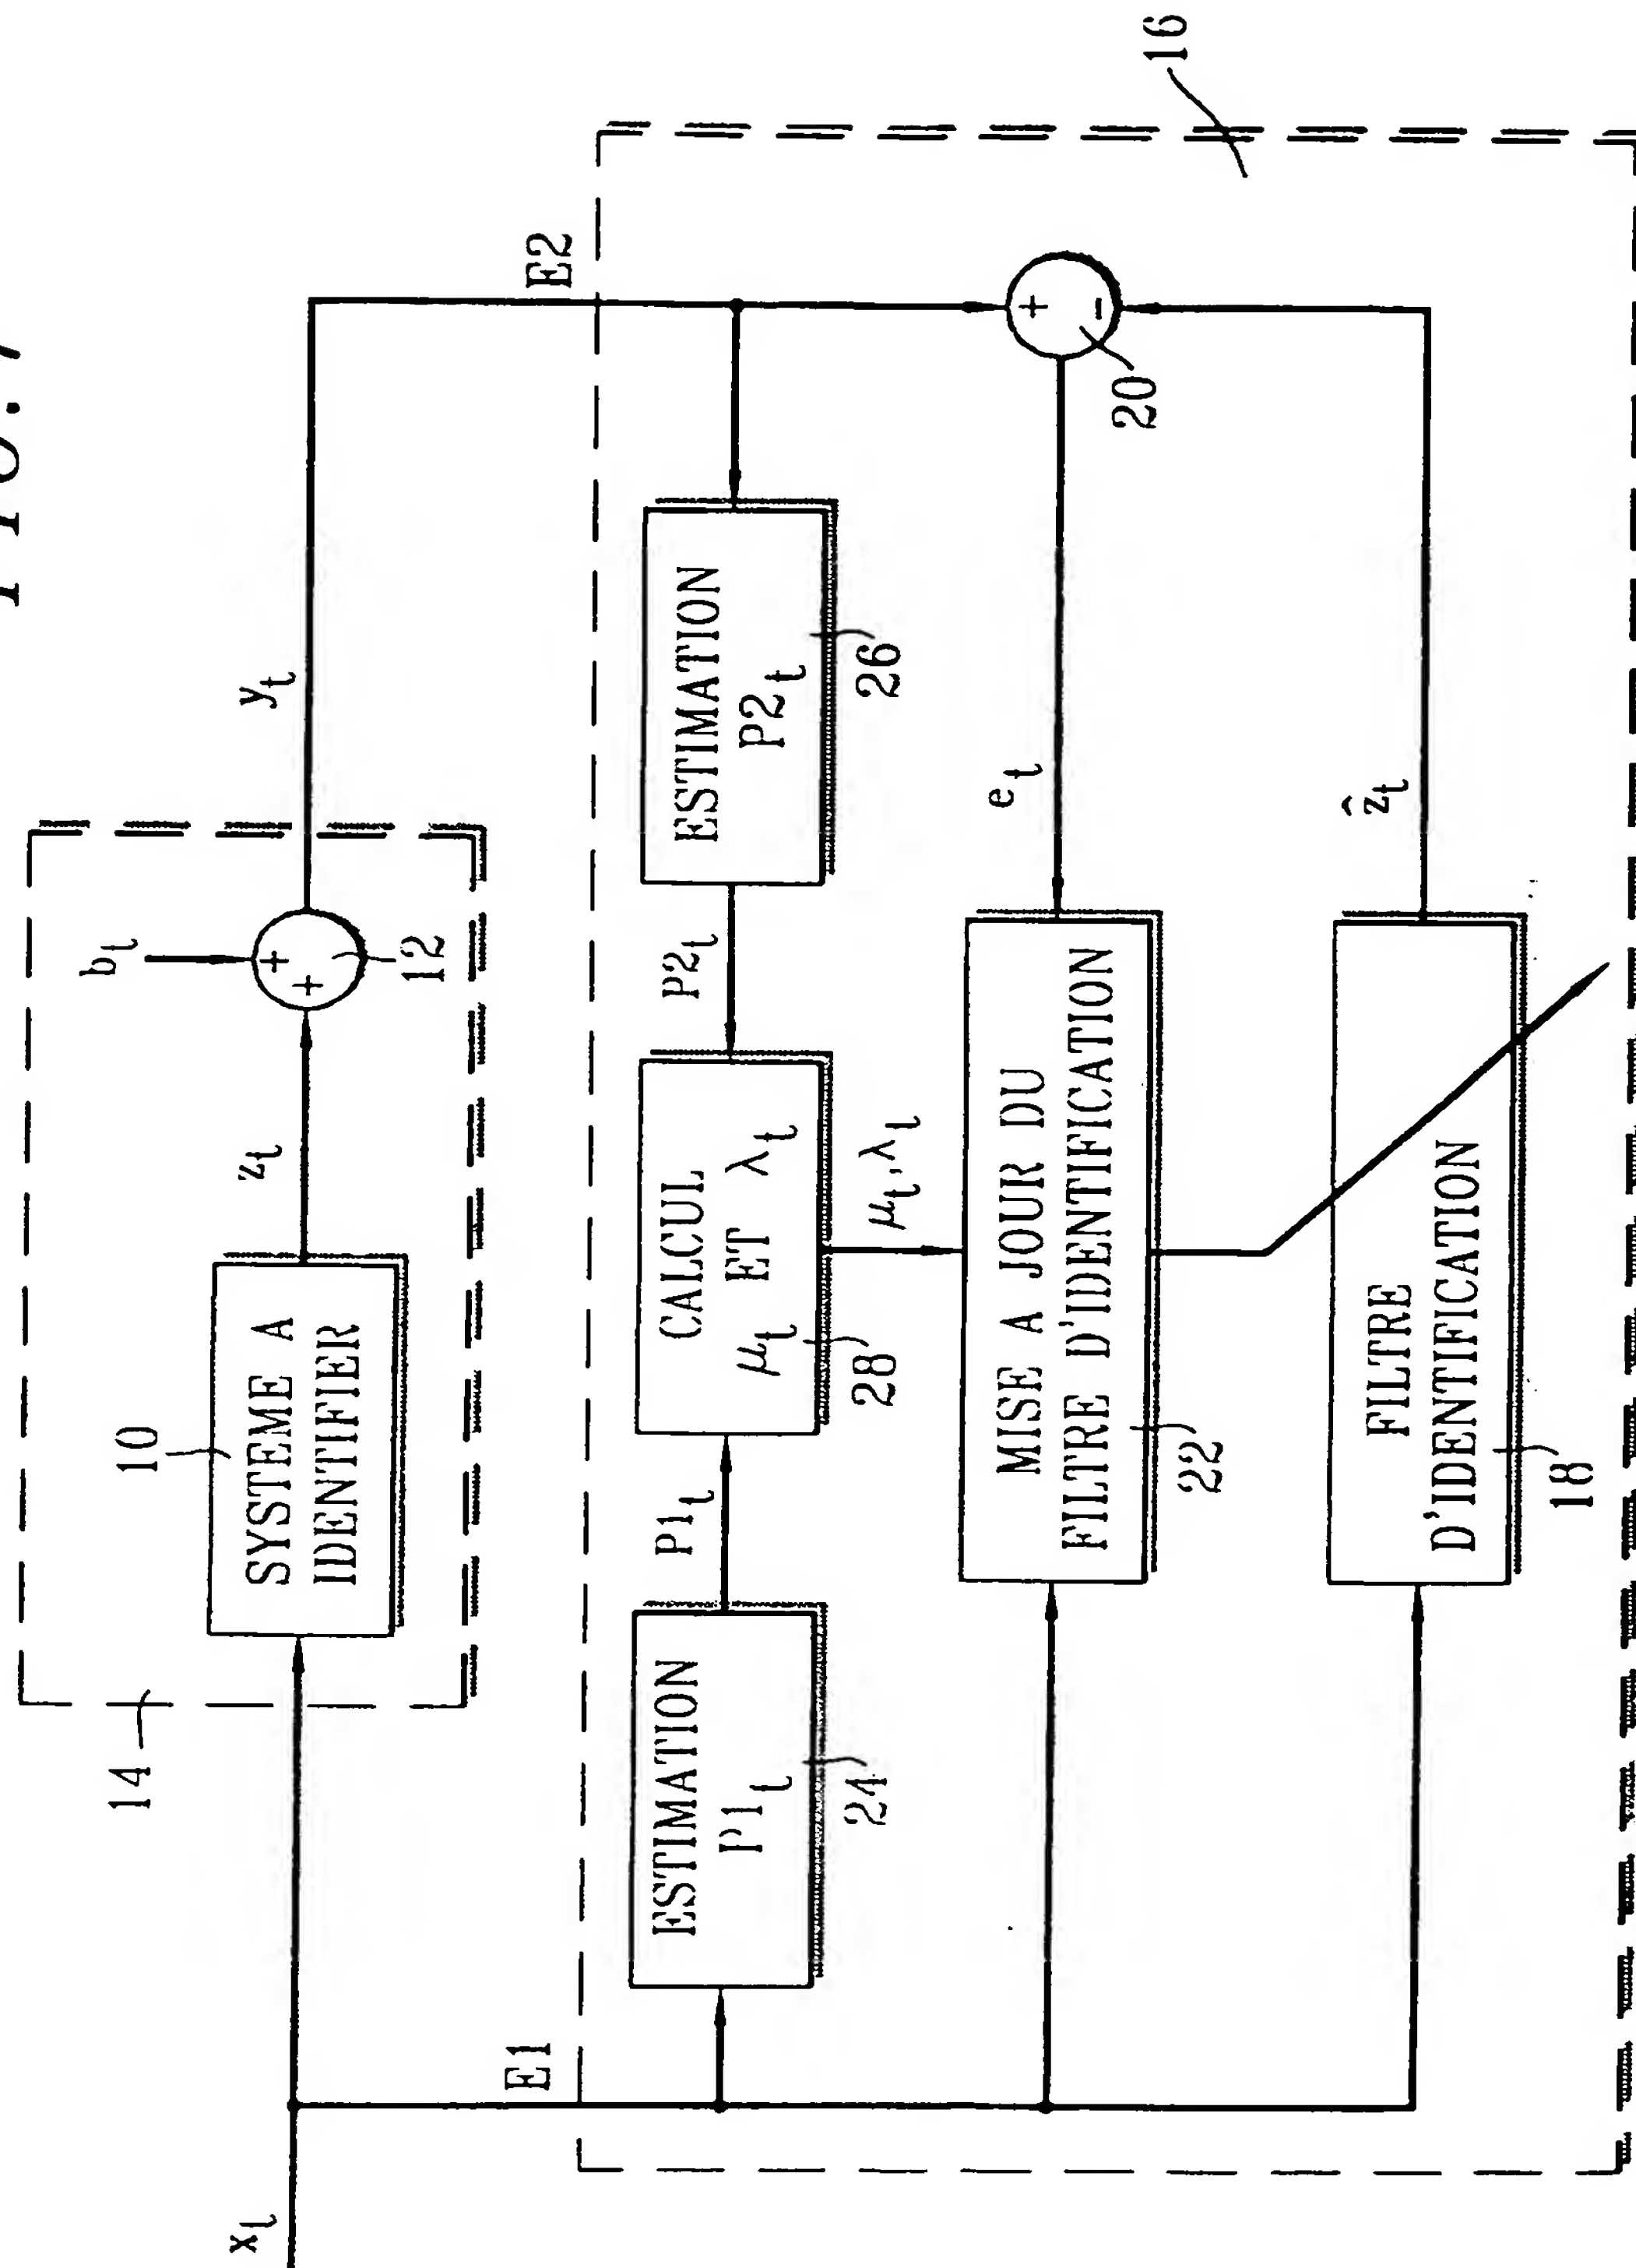 FIG. 1
x_t
14
10
SYSTEME A
IDENTIFIER
z_t
b_t
+
+
12
y_t
E1
E2
16
ESTIMATION
P1_t
24
P1_t
CALCUL
μ_t ET λ_t
28
P2_t
ESTIMATION
P2_t
26
μ_t, λ_t
MISE A JOUR DU
FILTRE D'IDENTIFICATION
22
e_t
+
-
20
FILTRE
D'IDENTIFICATION
18
ẑ_t